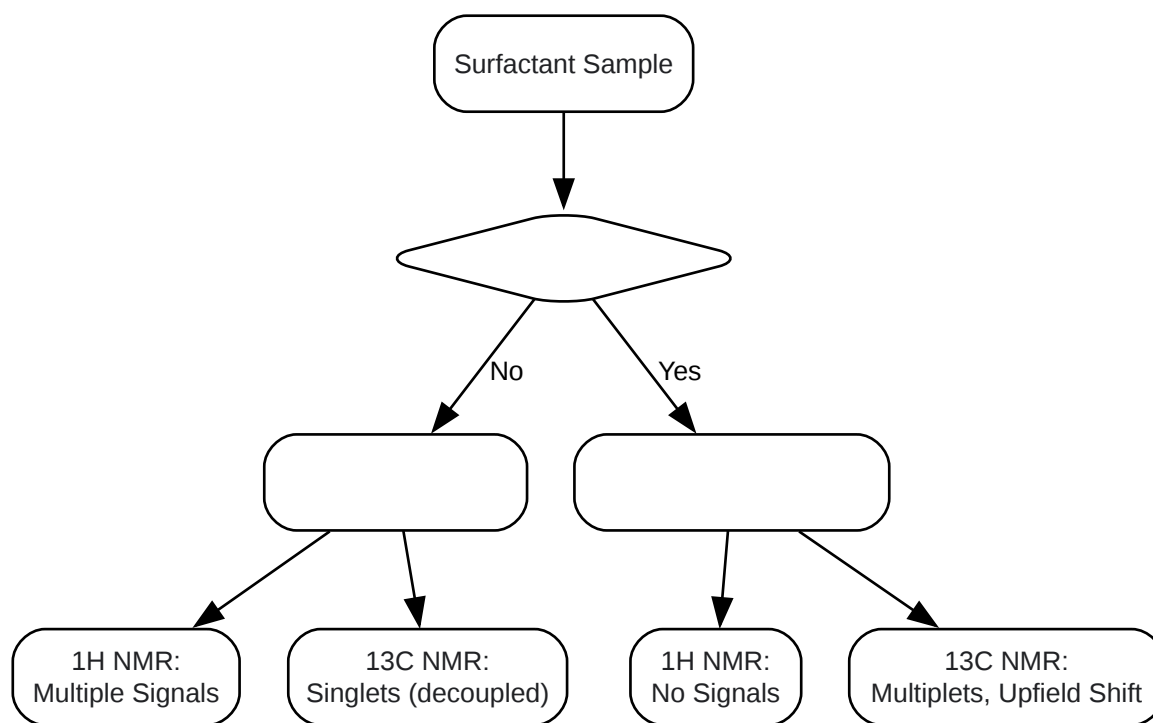 Surfactant Sample
No
Yes
1H NMR:
Multiple Signals
13C NMR:
Singlets (decoupled)
1H NMR:
No Signals
13C NMR:
Multiplets, Upfield Shift